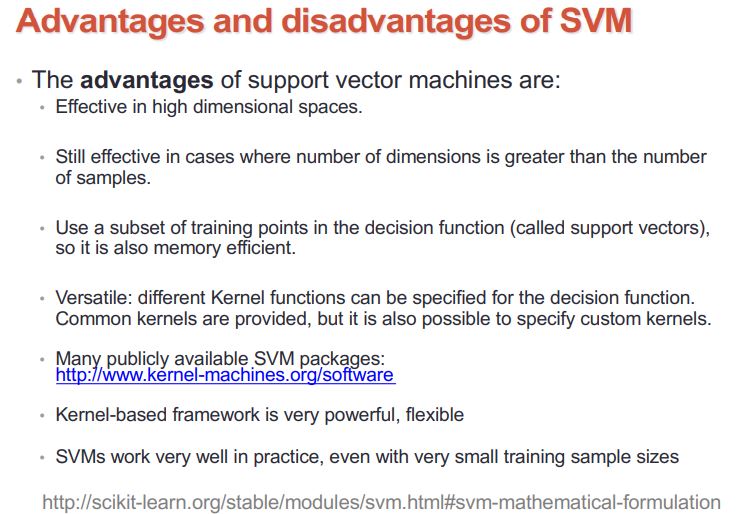 Advantages and disadvantages of SVM
• The advantages of support vector machines are:
• Effective in high dimensional spaces.
• Still effective in cases where number of dimensions is greater than the number
of samples.
• Use a subset of training points in the decision function (called support vectors),
so it is also memory efficient.
• Versatile: different Kernel functions can be specified for the decision function.
Common kernels are provided, but it is also possible to specify custom kernels.
• Many publicly available SVM packages:
http://www.kernel-machines.org/software
• Kernel-based framework is very powerful, flexible
• SVMs work very well in practice, even with very small training sample sizes
http://scikit-learn.org/stable/modules/svm.html#svm-mathematical-formulation